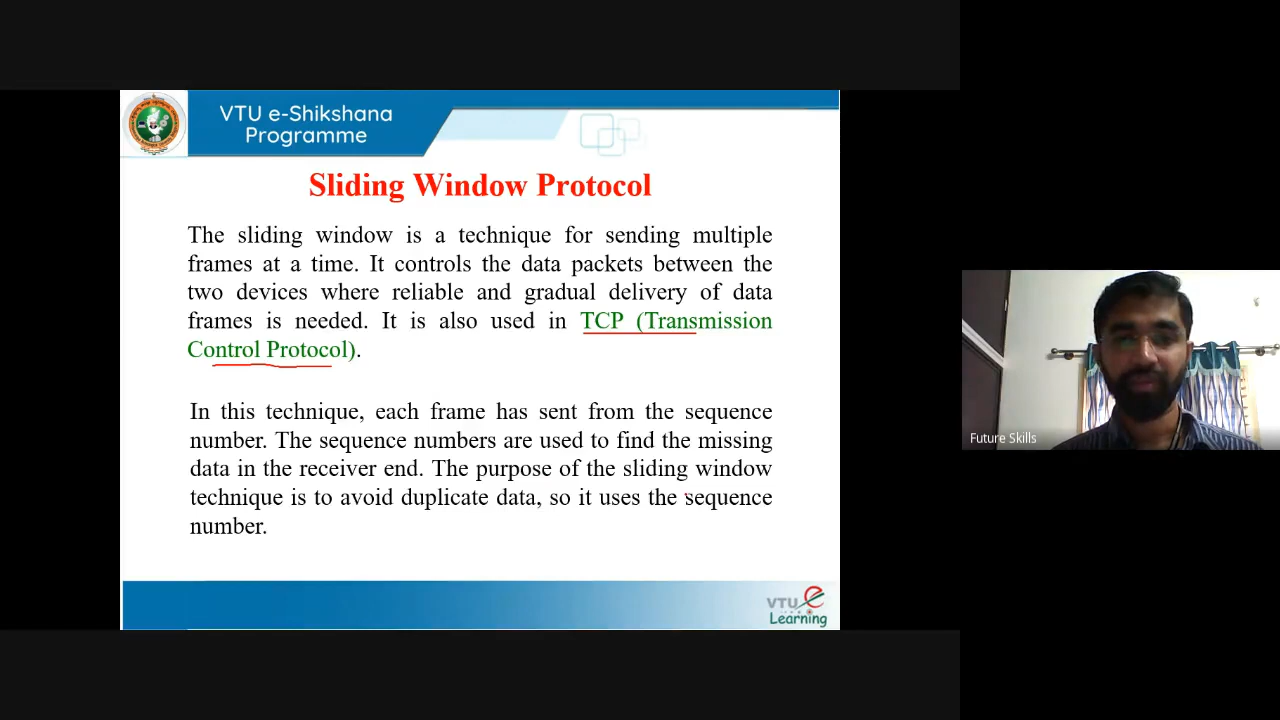 VTU e-Shikshana
Programme
Sliding Window Protocol
The sliding window is a technique for sending multiple
frames at a time. It controls the data packets between the
two devices where reliable and gradual delivery of data
frames is needed. It is also used in TCP (Transmission
Control Protocol).
In this technique, each frame has sent from the sequence
number. The sequence numbers are used to find the missing
data in the receiver end. The purpose of the sliding window
technique is to avoid duplicate data, so it uses the sequence
number.
Future Skills
VTU e
Learning